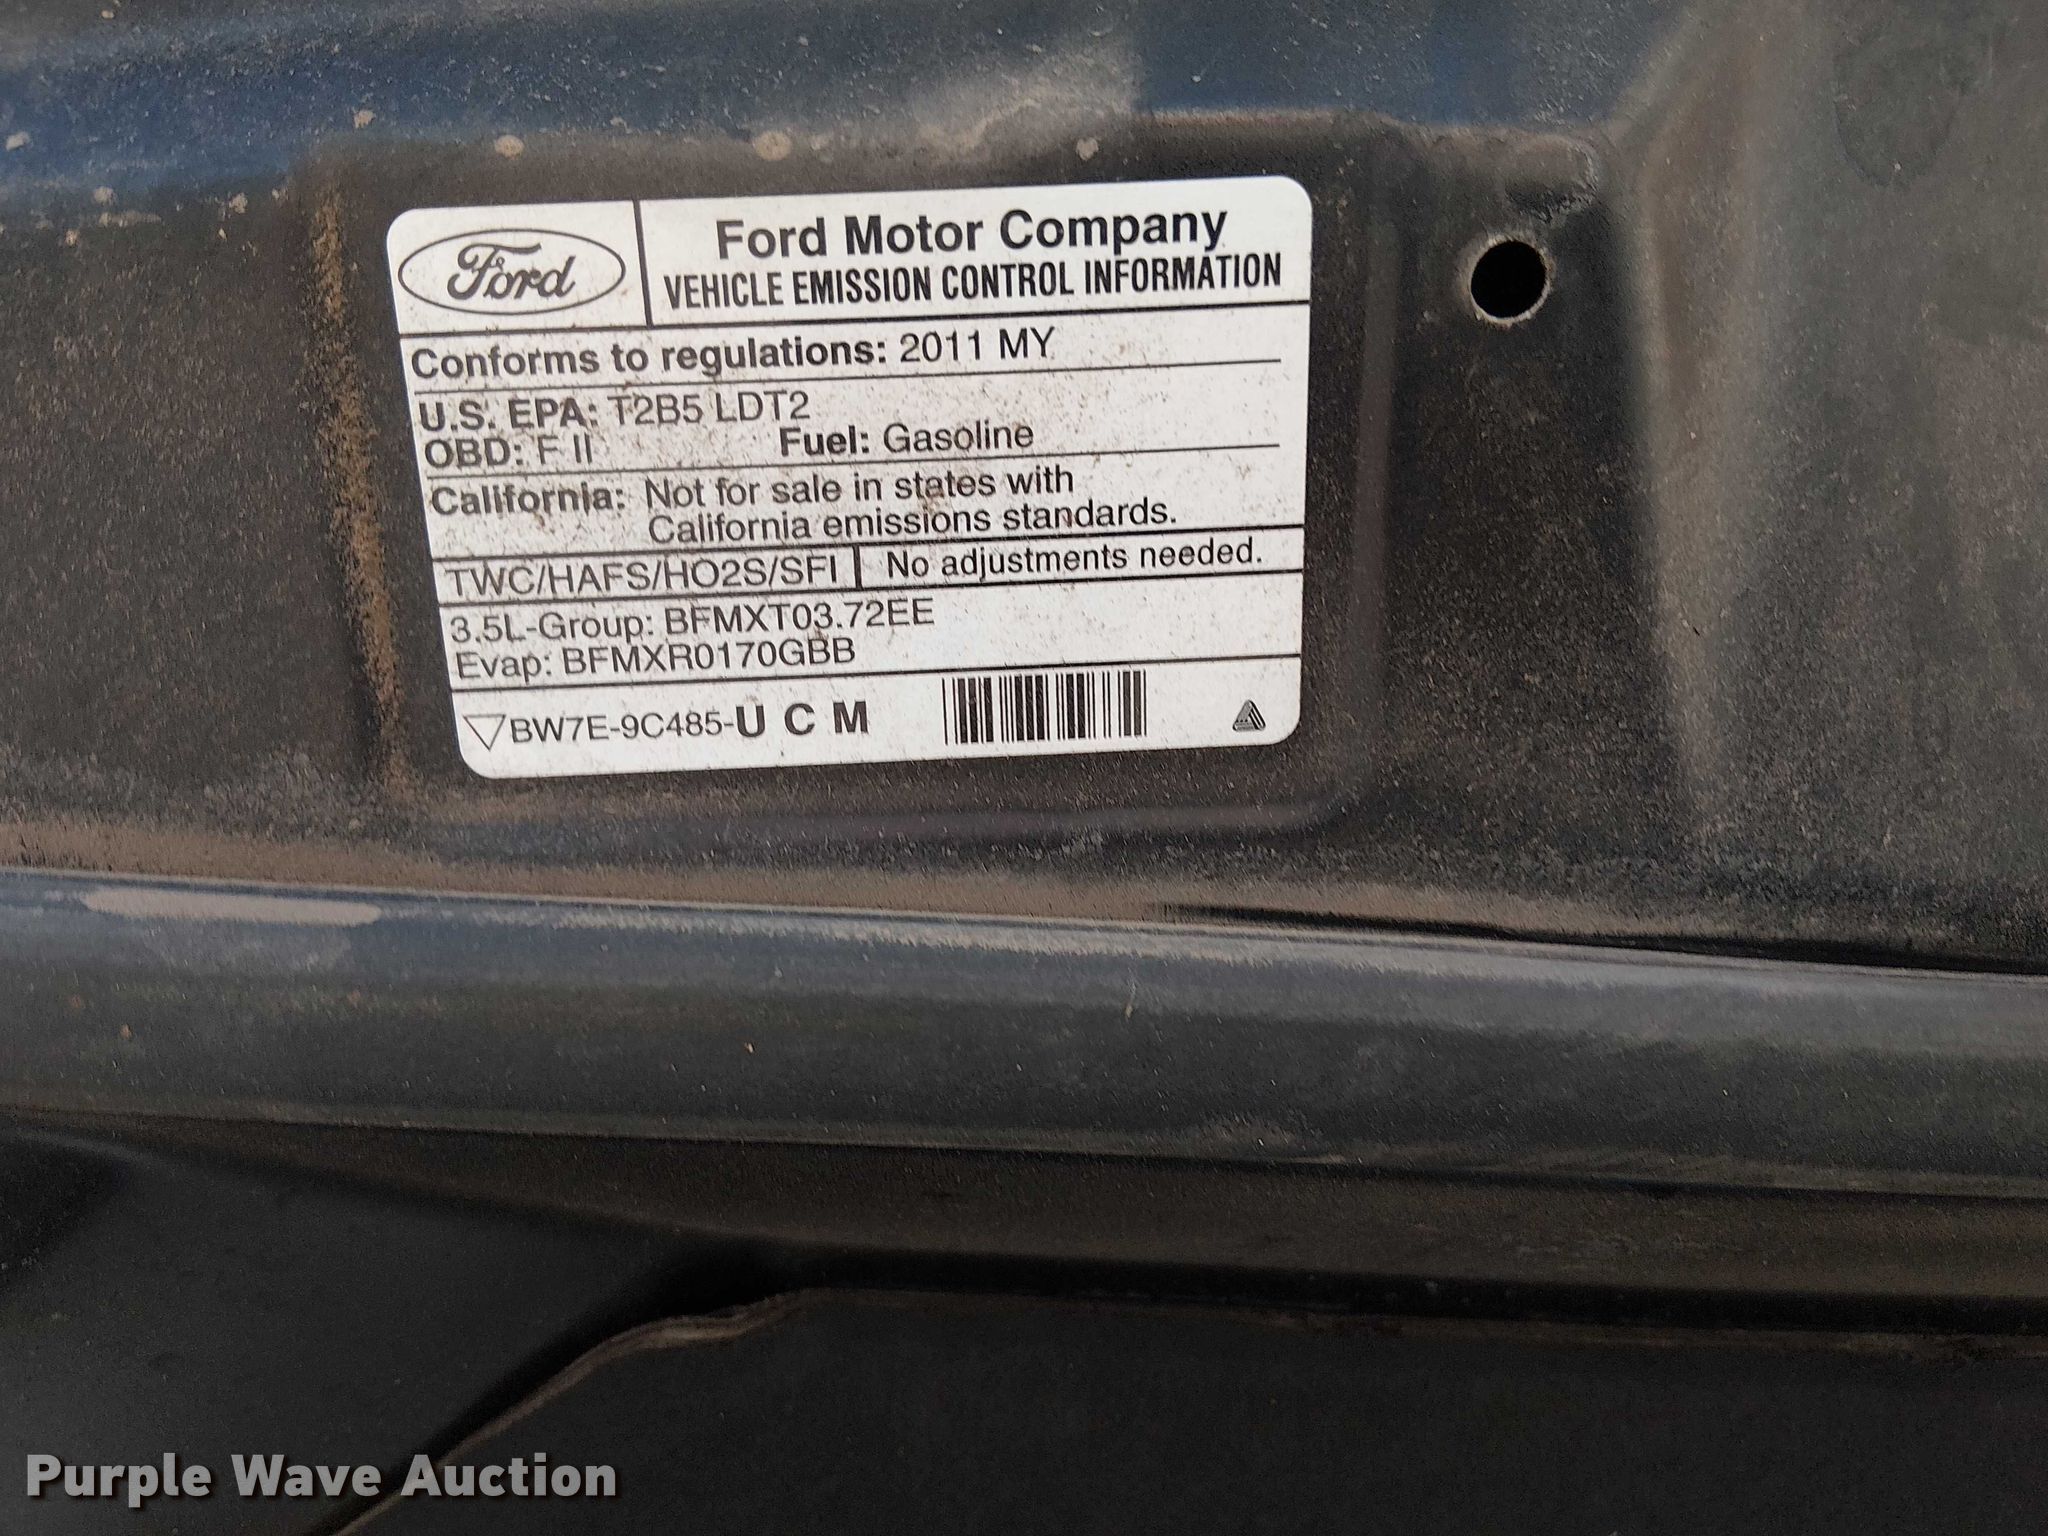 Ford
Ford Motor Company
VEHICLE EMISSION CONTROL INFORMATION
Conforms to regulations: 2011 MY
U.S. EPA: T2B5 LDT2
OBD: F II Fuel: Gasoline
California: Not for sale in states with
California emissions standards.
TWC/HAFS/HO2S/SFI No adjustments needed.
3.5L-Group: BFMXT03.72EE
Evap: BFMXR0170GBB
BW7E-9C485-U C M
Purple Wave Auction